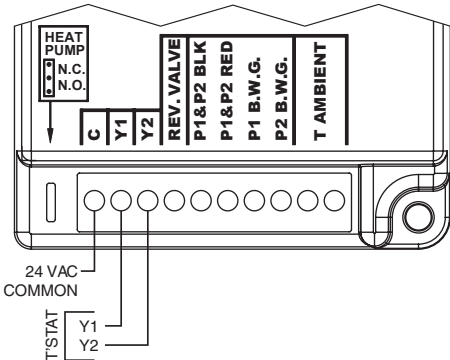 HEAT
PUMP
N.C.
N.O.
C
Y1
Y2
REV. VALVE
P1&P2 BLK
P1&P2 RED
P1 B.W.G.
P2 B.W.G.
T AMBIENT
24 VAC
COMMON
T'STAT
Y1
Y2